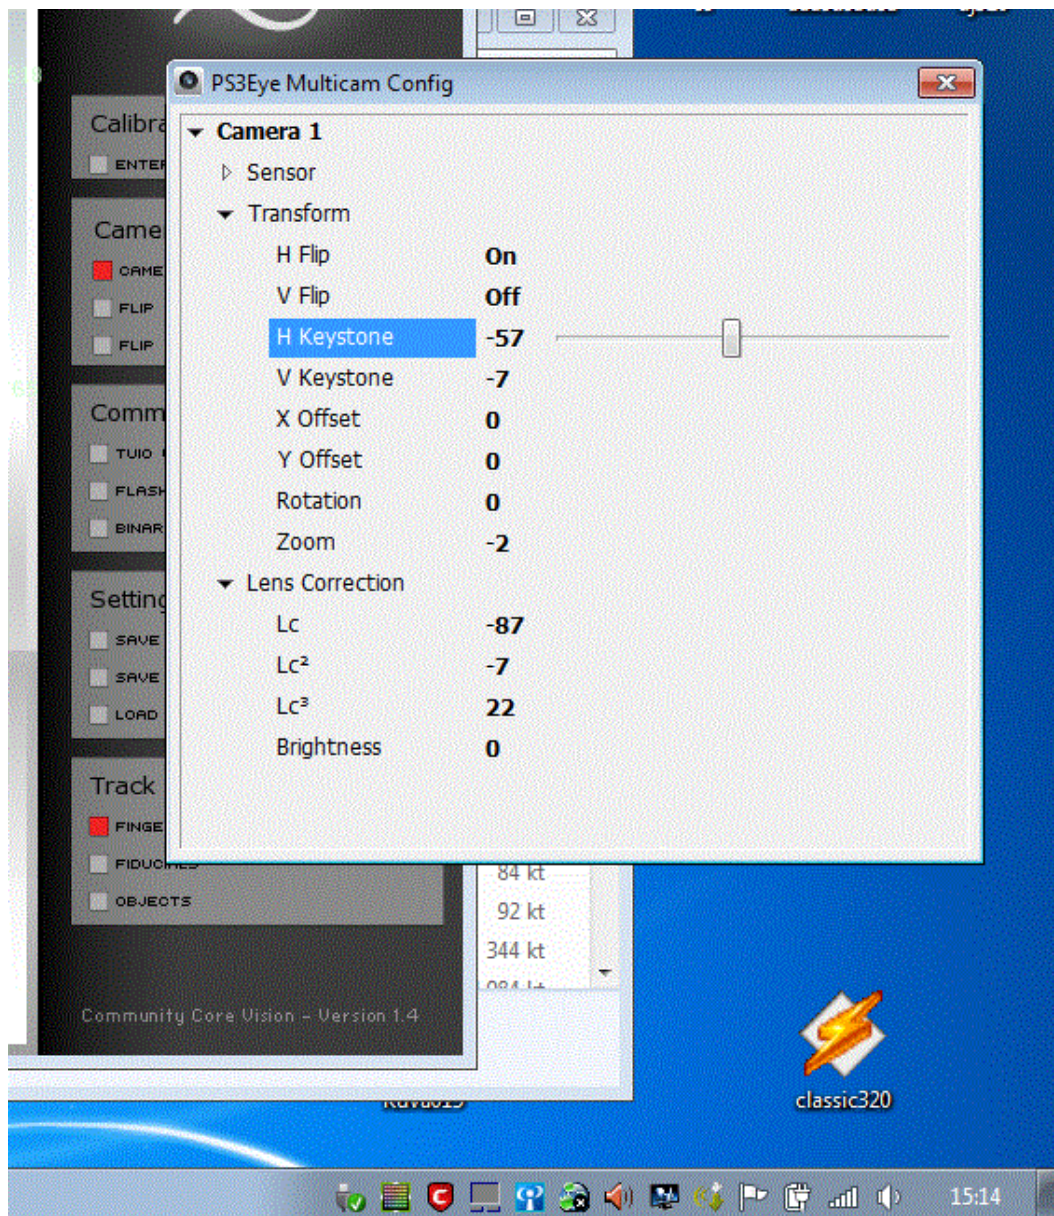 PS3Eye Multicam Config
Camera 1
Sensor
Transform
H Flip On
V Flip Off
H Keystone -57
V Keystone -7
X Offset 0
Y Offset 0
Rotation 0
Zoom -2
Lens Correction
Lc -87
Lc² -7
Lc³ 22
Brightness 0
Calibra
ENTER
Came
CAME
FLIP
FLIP
Comm
TUIO
FLASH
BINAR
Setting
SAVE
SAVE
LOAD
Track
FINGE
OBJECTS
84 kt
92 kt
344 kt
Community Core Vision - Version 1.4
classic320
15:14